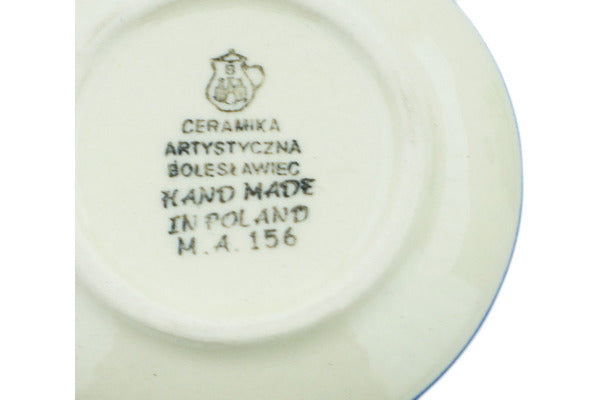 B
CERAMIKA
ARTYSTYCZNA
BOLESŁAWIEC
HAND MADE
IN POLAND
M.A. 156